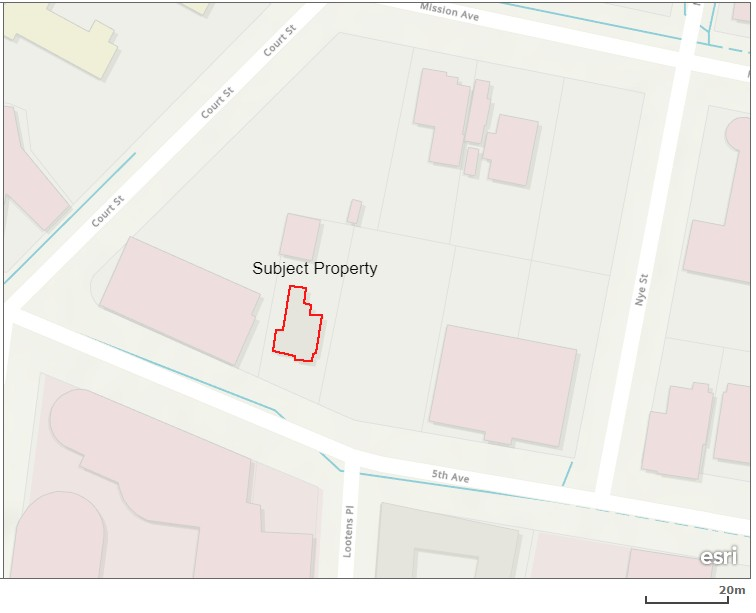 Mission Ave
Court St
Court St
Court St
Subject Property
Nye St
5th Ave
Lootens Pl
esri
20m